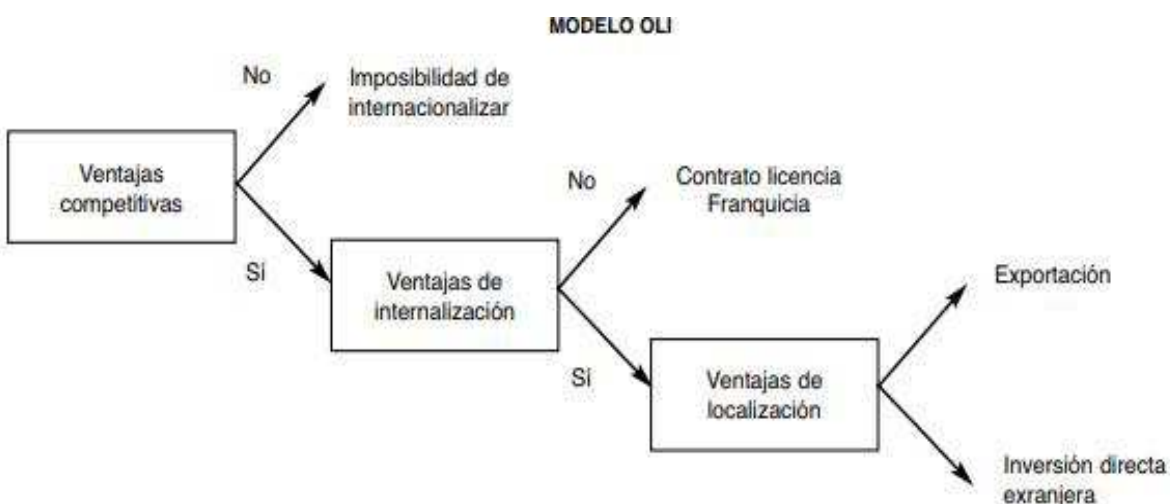 MODELO OLI
No
Imposibilidad de
internacionalizar
Ventajas
competitivas
Sí
No
Contrato licencia
Franquicia
Ventajas de
internalización
Sí
Exportación
Ventajas de
localización
Inversión directa
exranjera